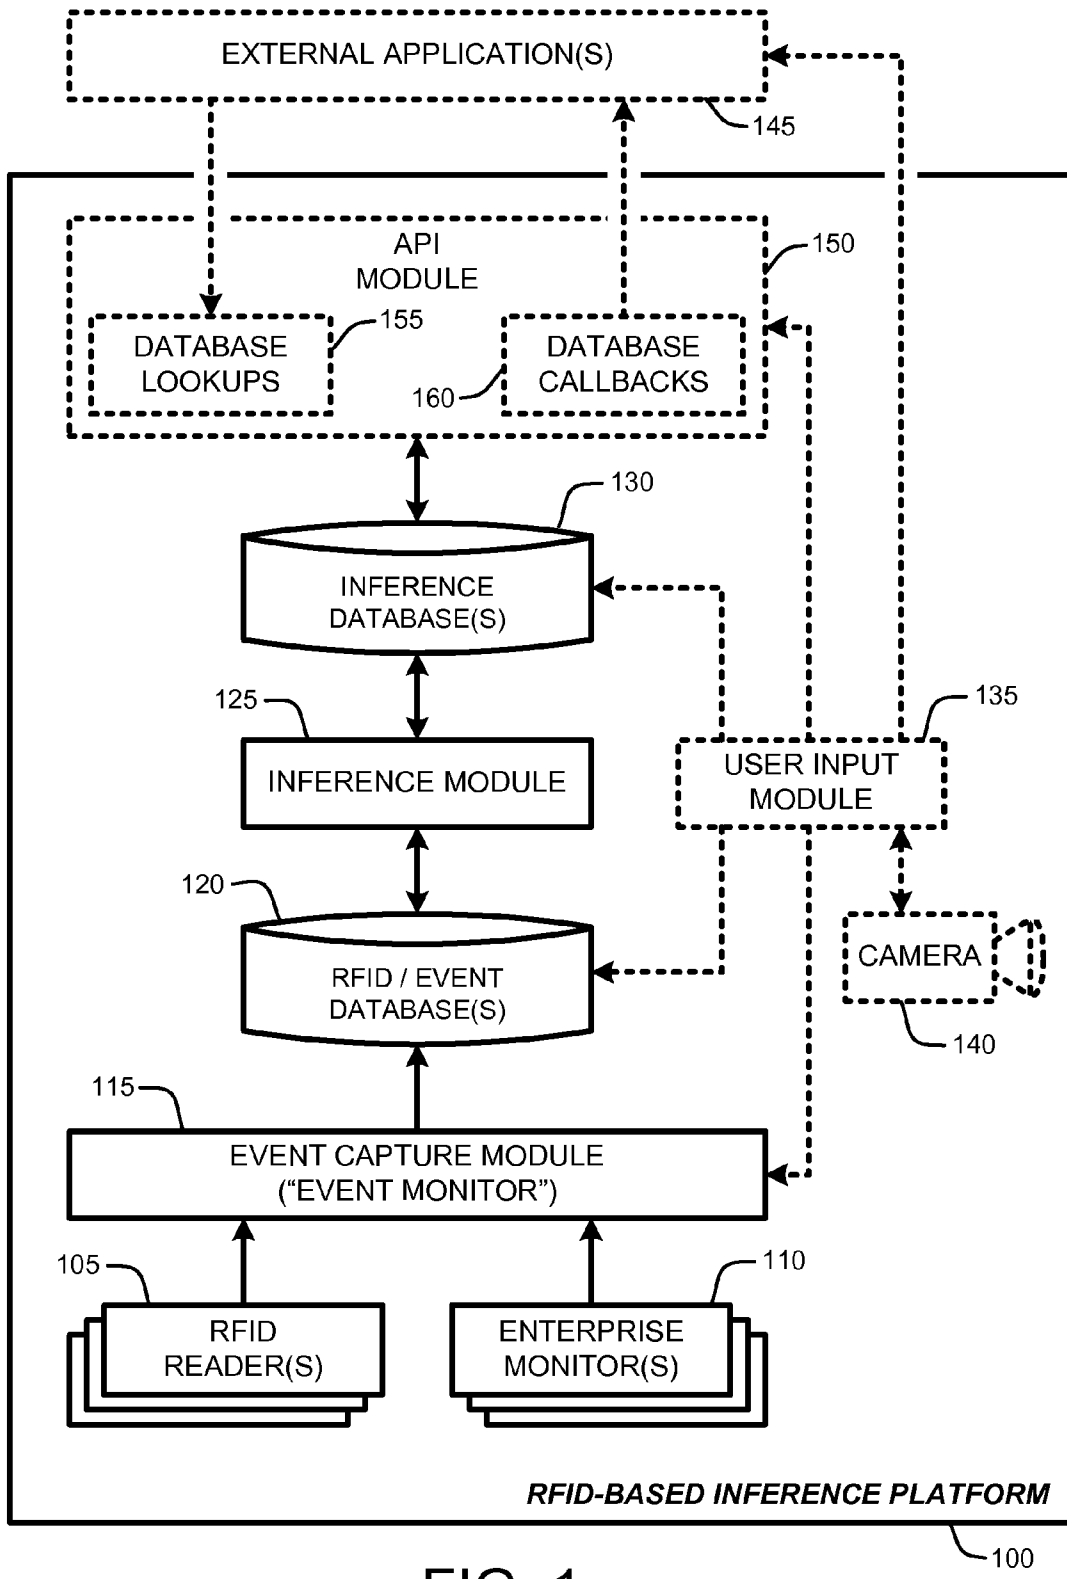 EXTERNAL APPLICATION(S)
145
API
MODULE
150
155
DATABASE
LOOKUPS
160
DATABASE
CALLBACKS
130
INFERENCE
DATABASE(S)
125
INFERENCE MODULE
135
USER INPUT
MODULE
120
RFID / EVENT
DATABASE(S)
CAMERA
140
115
EVENT CAPTURE MODULE
(“EVENT MONITOR”)
105
RFID
READER(S)
110
ENTERPRISE
MONITOR(S)
RFID-BASED INFERENCE PLATFORM
100
FIG. 1